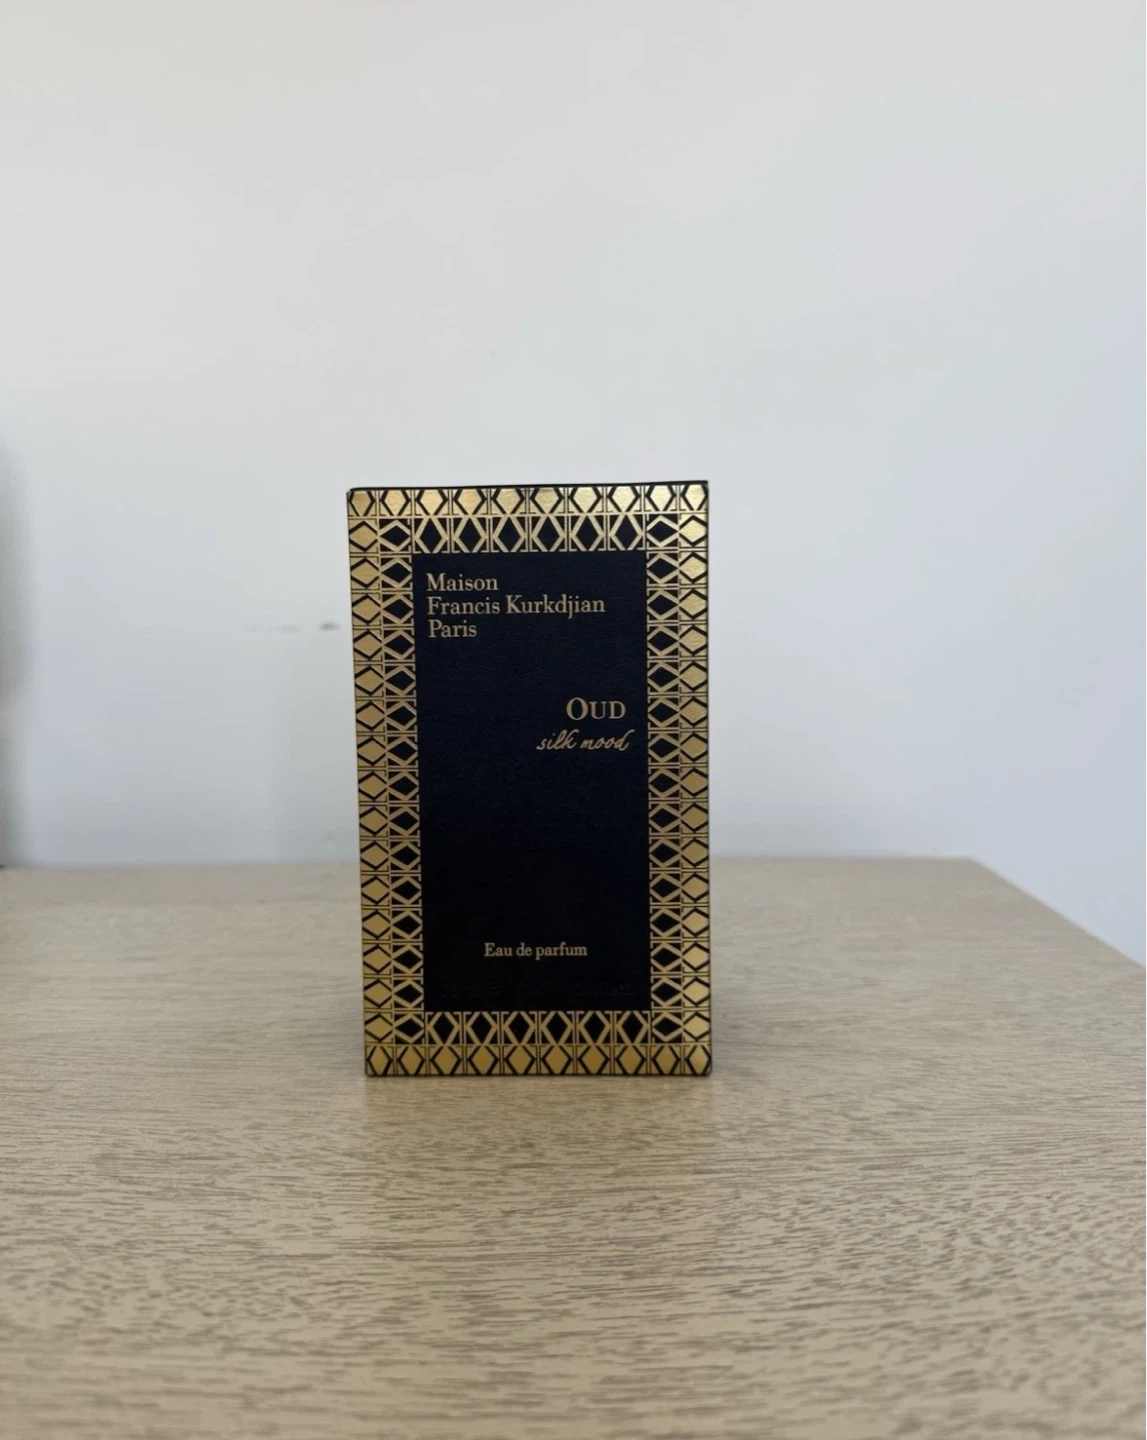 Maison
Francis Kurkdjian
Paris
OUD
silk mood
Eau de parfum